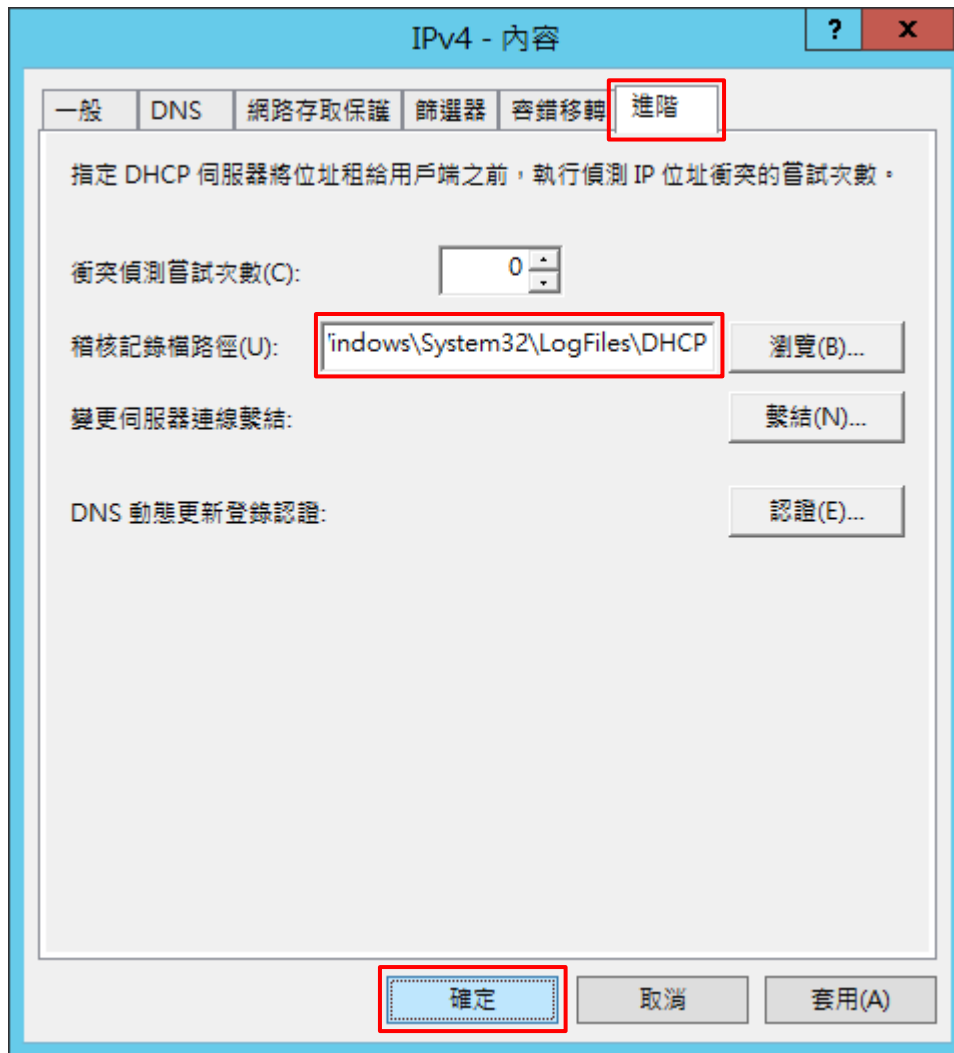 IPv4 - 內容
? x
一般 DNS 網路存取保護 篩選器 容錯移轉 進階
指定 DHCP 伺服器將位址租給用戶端之前，執行偵測 IP 位址衝突的嘗試次數。
衝突偵測嘗試次數(C): 0
稽核記錄檔路徑(U): indows\System32\LogFiles\DHCP 瀏覽(B)...
變更伺服器連線繫結: 繫結(N)...
DNS 動態更新登錄認證: 認證(E)...
確定 取消 套用(A)